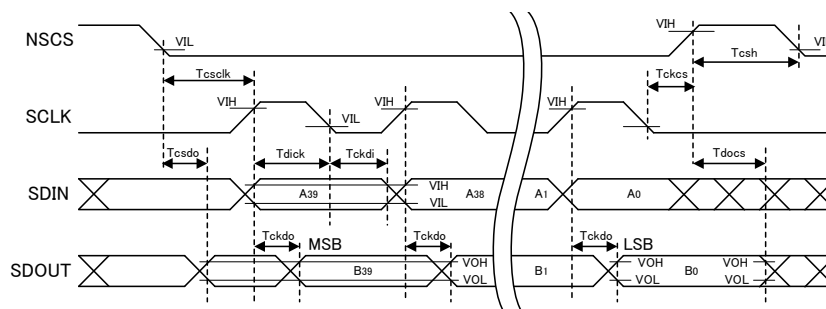 NSCS
VIL
VIH
VI
Tcsclk
Tckcs
Tcsh
SCLK
VIH
VIL
VIH
VIH
Tcsdo
Tdick
Tckdi
Tdocs
SDIN
A39
VIH
VIL
A38
A1
A0
Tckdo
MSB
Tckdo
Tckdo
LSB
SDOUT
B39
VOH
VOL
B1
VOH
VOL
B0
VOH
VOL